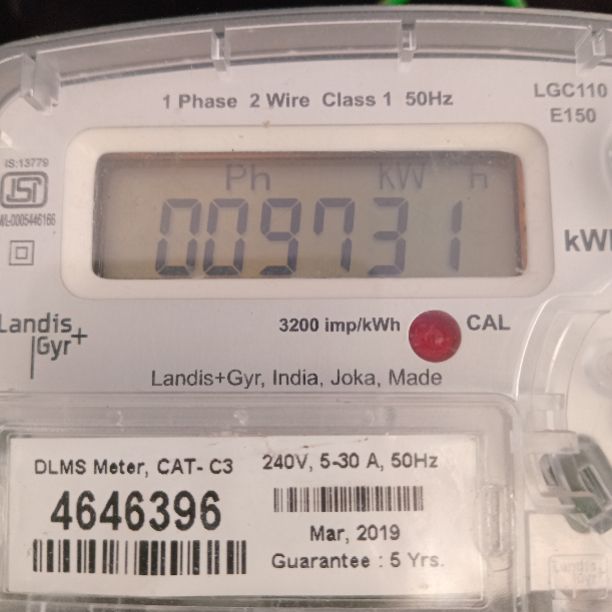 1 Phase 2 Wire Class 1 50Hz
LGC110
E150
IS:13779
ISI
Ph kW h
009731
Landis
Gyr+
3200 imp/kWh
CAL
Landis+Gyr, India, Joka, Made
DLMS Meter, CAT- C3
240V, 5-30 A, 50Hz
4646396
Mar, 2019
Guarantee : 5 Yrs.